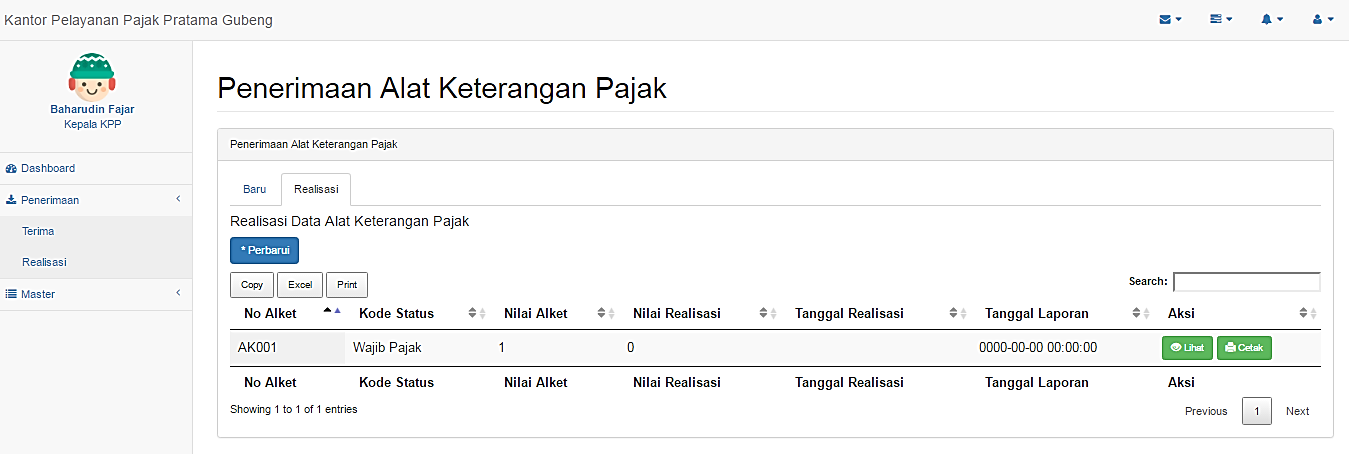 Kantor Pelayanan Pajak Pratama Gubeng
Baharudin Fajar
Kepala KPP
Dashboard
Penerimaan
Terima
Realisasi
Master
Penerimaan Alat Keterangan Pajak
Penerimaan Alat Keterangan Pajak
Baru Realisasi
Realisasi Data Alat Keterangan Pajak
* Perbarui
Copy Excel Print Search:
No Alket Kode Status Nilai Alket Nilai Realisasi Tanggal Realisasi Tanggal Laporan Aksi
AK001 Wajib Pajak 1 0 0000-00-00 00:00:00 Lihat Cetak
No Alket Kode Status Nilai Alket Nilai Realisasi Tanggal Realisasi Tanggal Laporan Aksi
Showing 1 to 1 of 1 entries Previous 1 Next